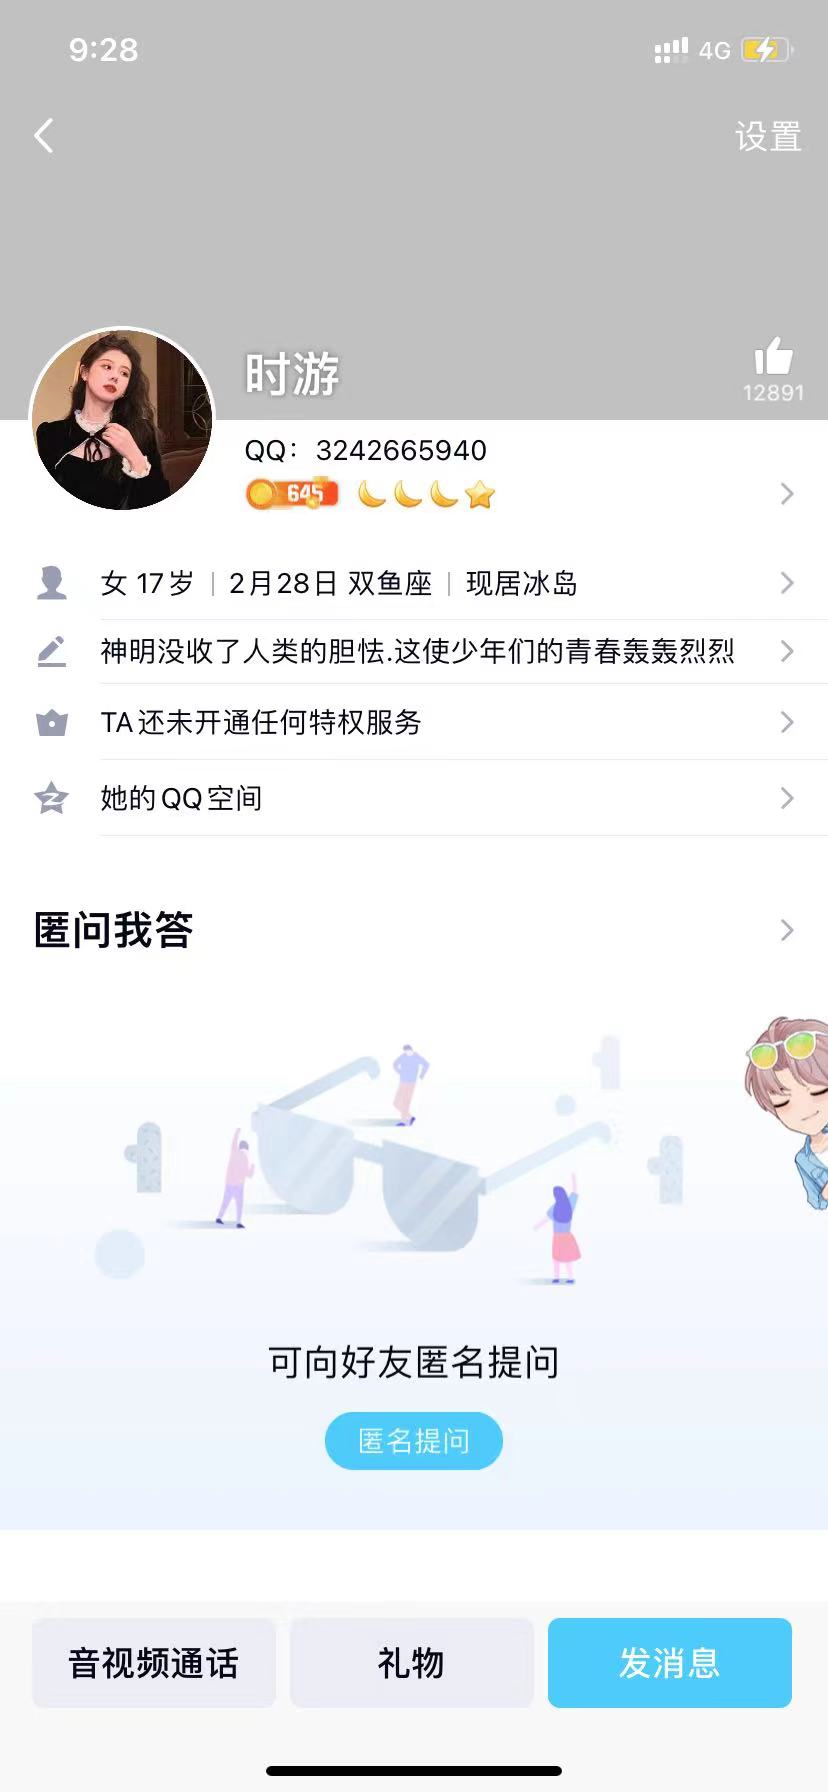 9:28
4G
设置
时游
12891
QQ：3242665940
645
女 17岁｜2月28日 双鱼座｜现居冰岛
神明没收了人类的胆怯.这使少年们的青春轰轰烈烈
TA还未开通任何特权服务
她的QQ空间
匿问我答
可向好友匿名提问
匿名提问
音视频通话
礼物
发消息